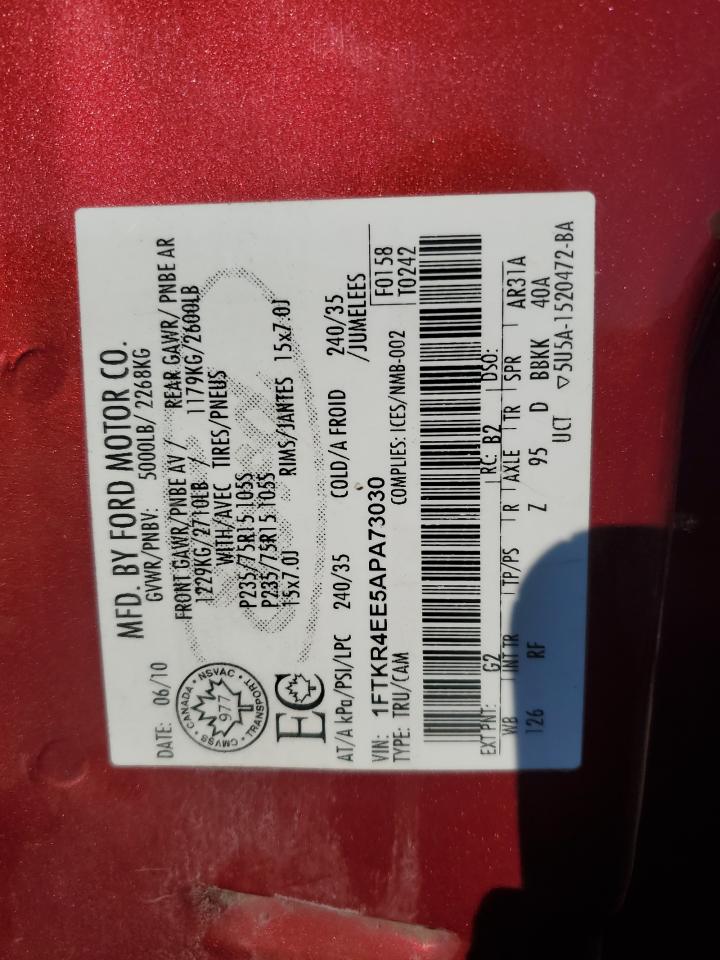 MFD. BY FORD MOTOR CO.
DATE: 06/10 GVWR/PNBV: 5000LB/ 2268KG
FRONT GAWR/PNBE AV / REAR GAWR/ PNBE AR
1229KG/2710LB / 1179KG/2600LB
WITH/AVEC TIRES/PNEUS
P235/75R15 105S
P235/75R15 105S
15x7.0J RIMS/JANTES 15x7.0J
CANADA • NSVAC • TRANSPORT • CMVSS •
977
EC
AT/A kPa/PSI/LPC 240/35 COLD/A FROID 240/35
/JUMELEES
VIN: 1FTKR4EE5APA73030
F0158
TYPE: TRU/CAM COMPLIES: ICES/NMB-002
T0242
EXT PNT: G2 RC: B2 DSO:
WB INT TR TP/PS R AXLE TR SPR AR31A
126 RF Z 95 D BBKK 40A
UCT ▽5U5A-1520472-BA